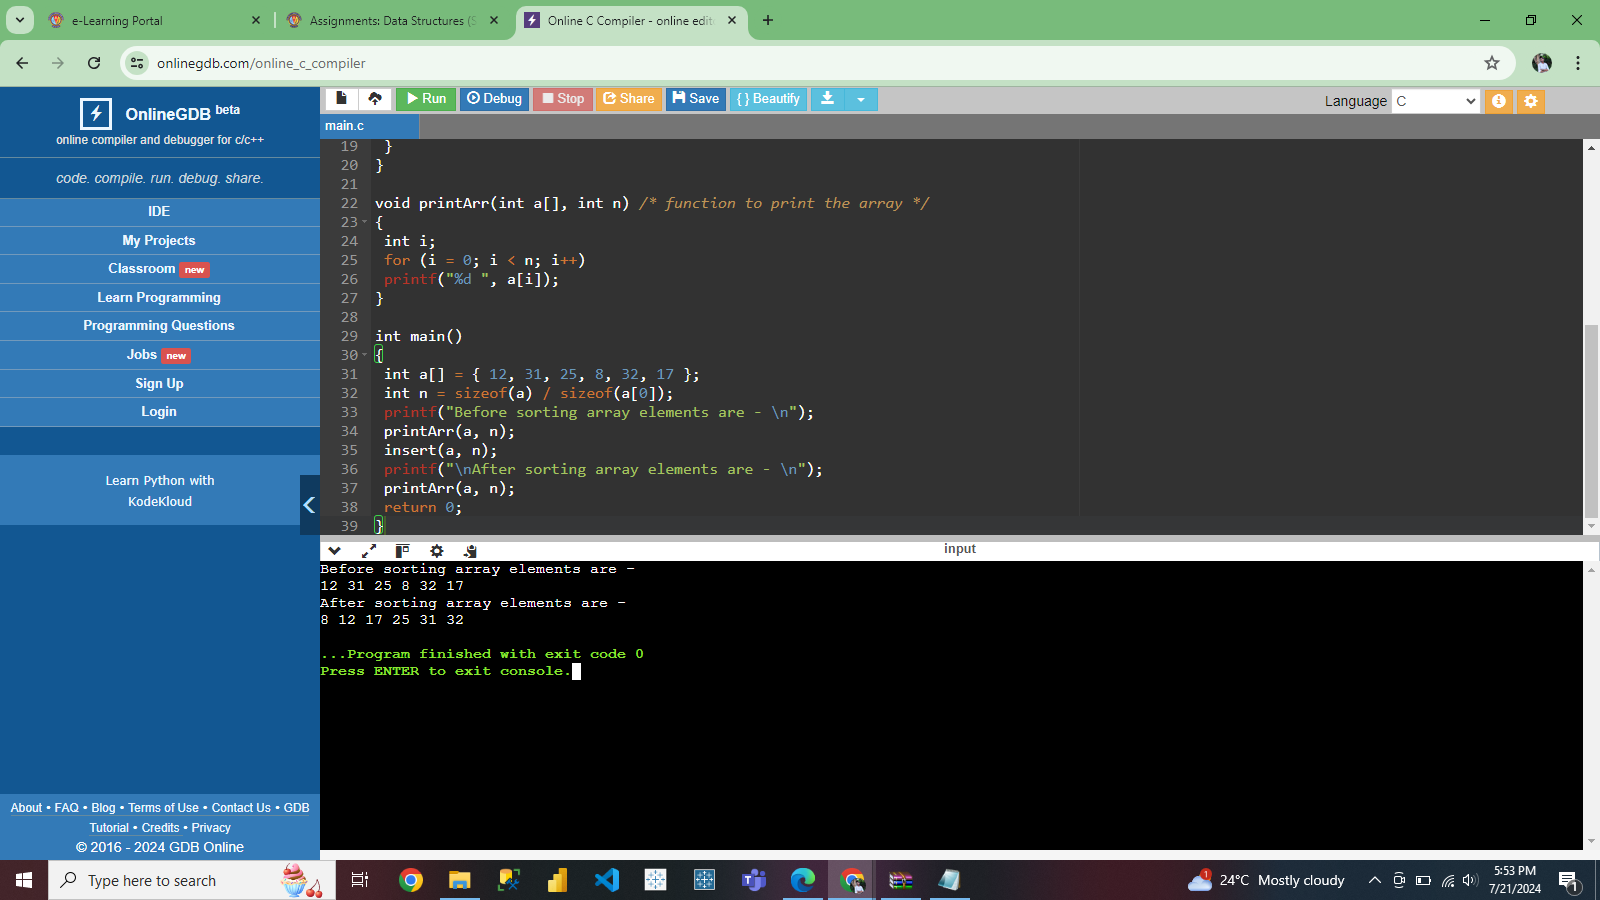 e-Learning Portal
Assignments: Data Structures (S
Online C Compiler - online edit
onlinegdb.com/online_c_compiler
OnlineGDB beta
online compiler and debugger for c/c++
code. compile. run. debug. share.
IDE
My Projects
Classroom new
Learn Programming
Programming Questions
Jobs new
Sign Up
Login
Learn Python with
KodeKloud
About • FAQ • Blog • Terms of Use • Contact Us • GDB
Tutorial • Credits • Privacy
© 2016 - 2024 GDB Online
Run Debug Stop Share Save { } Beautify
Language C
main.c
19 }
20 }
21
22 void printArr(int a[], int n) /* function to print the array */
23 {
24 int i;
25 for (i = 0; i < n; i++)
26 printf("%d ", a[i]);
27 }
28
29 int main()
30 {
31 int a[] = { 12, 31, 25, 8, 32, 17 };
32 int n = sizeof(a) / sizeof(a[0]);
33 printf("Before sorting array elements are - \n");
34 printArr(a, n);
35 insert(a, n);
36 printf("\nAfter sorting array elements are - \n");
37 printArr(a, n);
38 return 0;
39 }
input
Before sorting array elements are -
12 31 25 8 32 17
After sorting array elements are -
8 12 17 25 31 32
...Program finished with exit code 0
Press ENTER to exit console.
Type here to search
1
24°C Mostly cloudy
5:53 PM
7/21/2024
1